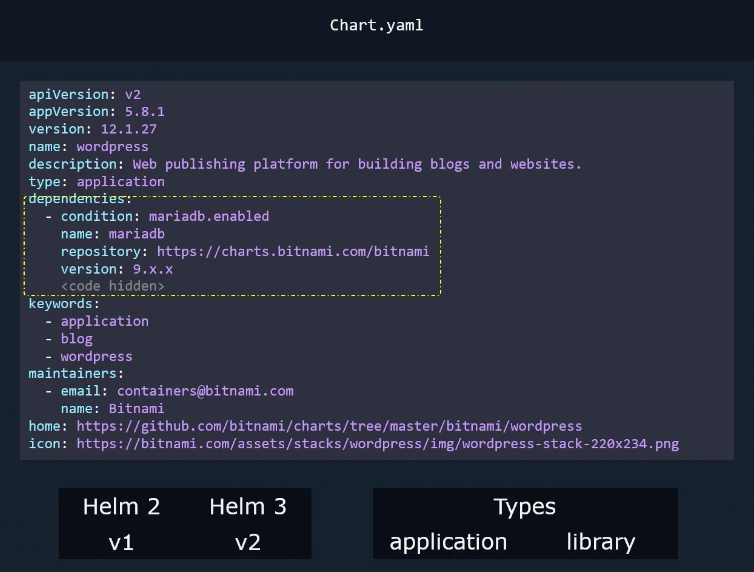 Chart.yaml
apiVersion: v2
appVersion: 5.8.1
version: 12.1.27
name: wordpress
description: Web publishing platform for building blogs and websites.
type: application
dependencies:
  - condition: mariadb.enabled
    name: mariadb
    repository: https://charts.bitnami.com/bitnami
    version: 9.x.x
    <code hidden>
keywords:
  - application
  - blog
  - wordpress
maintainers:
  - email: containers@bitnami.com
    name: Bitnami
home: https://github.com/bitnami/charts/tree/master/bitnami/wordpress
icon: https://bitnami.com/assets/stacks/wordpress/img/wordpress-stack-220x234.png
Helm 2 Helm 3
v1 v2
Types
application library